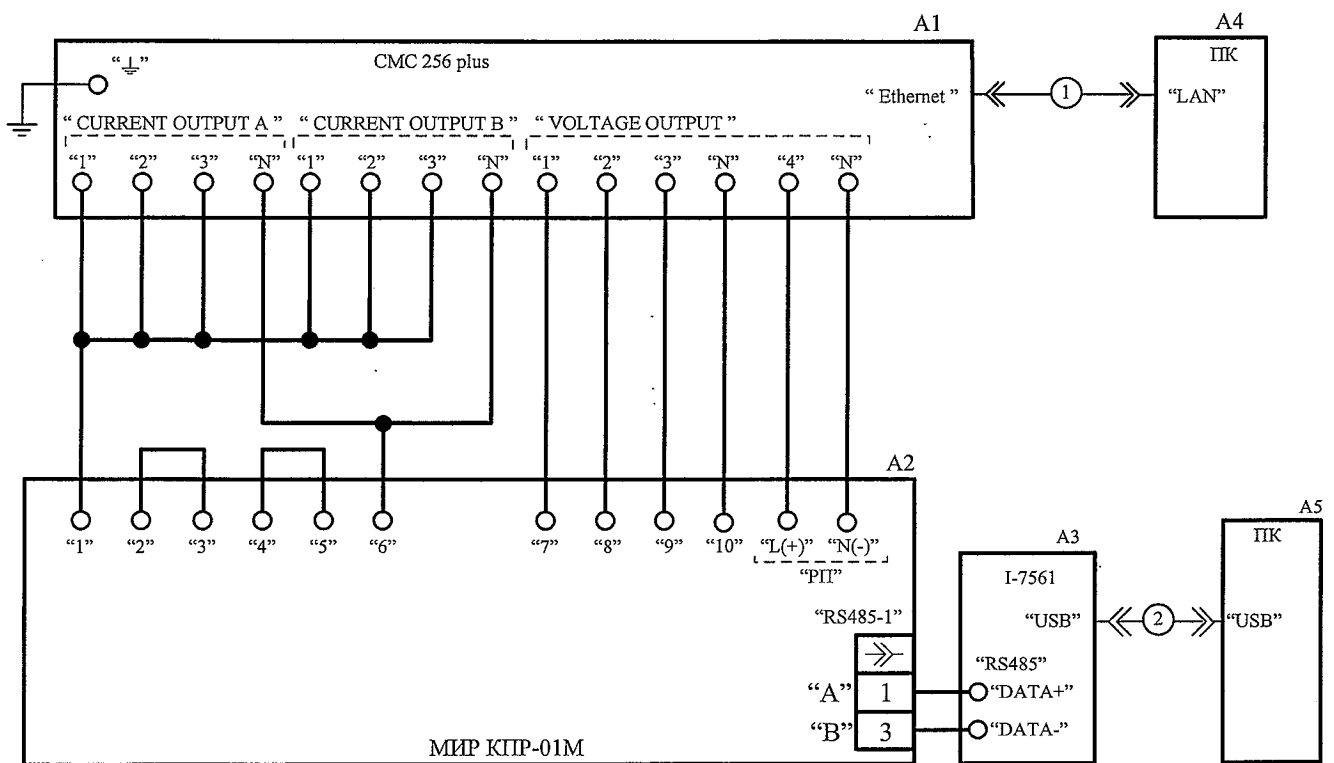 A1
A4
CMC 256 plus
ПК
“⏚”
“ Ethernet ”
1
“LAN”
“ CURRENT OUTPUT A ”
“ CURRENT OUTPUT B ”
“ VOLTAGE OUTPUT ”
“1” “2” “3” “N” “1” “2” “3” “N” “1” “2” “3” “N” “4” “N”
A2
“1” “2” “3” “4” “5” “6” “7” “8” “9” “10” “L(+)” “N(-)”
“РП”
A3
A5
I-7561
ПК
“RS485-1”
“USB”
2
“USB”
“RS485”
“A” 1 “DATA+”
“B” 3 “DATA-”
МИР КПР-01М